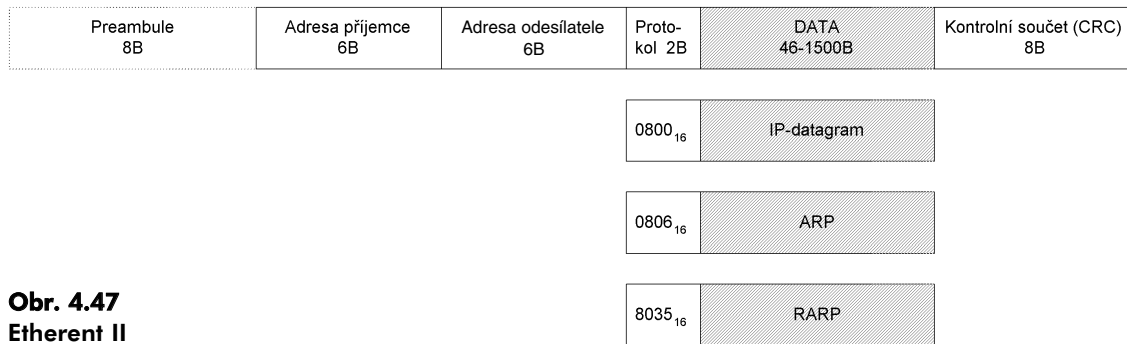 Preambule
8B
Adresa příjemce
6B
Adresa odesílatele
6B
Proto-
kol 2B
DATA
46-1500B
Kontrolní součet (CRC)
8B
0800₁₆
IP-datagram
0806₁₆
ARP
8035₁₆
RARP
Obr. 4.47
Etherent II